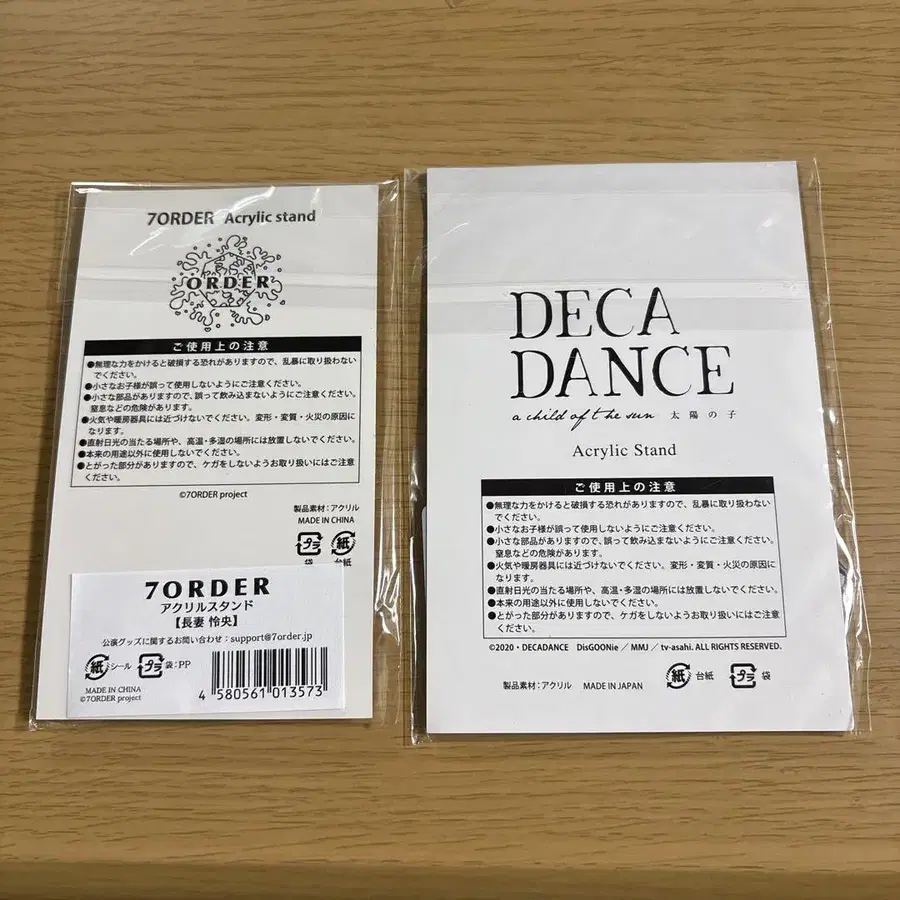 7ORDER Acrylic stand
ORDER
ご使用上の注意
●無理な力をかけると破損する恐れがありますので、乱暴に取り扱わない
でください。
●小さなお子様が誤って使用しないようにご注意ください。
●小さな部品がありますので、誤って飲み込まないようにご注意ください。
窒息などの危険があります。
●火気や暖房器具には近づけないでください。変形・変質・火災の原因に
なります。
●直射日光の当たる場所や、高温・多湿の場所には放置しないでください。
●本来の用途以外に使用しないでください。
●とがった部分がありますので、ケガをしないようお取り扱いにはご注意
ください。
©7ORDER project
製品素材:アクリル
MADE IN CHINA
プラ 紙
袋 台紙
7ORDER
アクリルスタンド
【長妻 怜央】
公演グッズに関するお問い合わせ:support@7order.jp
紙 シール プラ 袋:PP
MADE IN CHINA
©7ORDER project
4 580561 013573
DECA
DANCE
a child of the sun 太陽の子
Acrylic Stand
ご使用上の注意
●無理な力をかけると破損する恐れがありますので、乱暴に取り扱わない
でください。
●小さなお子様が誤って使用しないようにご注意ください。
●小さな部品がありますので、誤って飲み込まないようにご注意ください。
窒息などの危険があります。
●火気や暖房器具には近づけないでください。変形・変質・火災の原因に
なります。
●直射日光の当たる場所や、高温・多湿の場所には放置しないでください。
●本来の用途以外に使用しないでください。
●とがった部分がありますので、ケガをしないようお取り扱いにはご注意
ください。
©2020・DECADANCE DisGOONie／MMJ／tv-asahi. ALL RIGHTS RESERVED.
製品素材:アクリル MADE IN JAPAN 紙 台紙 プラ 袋